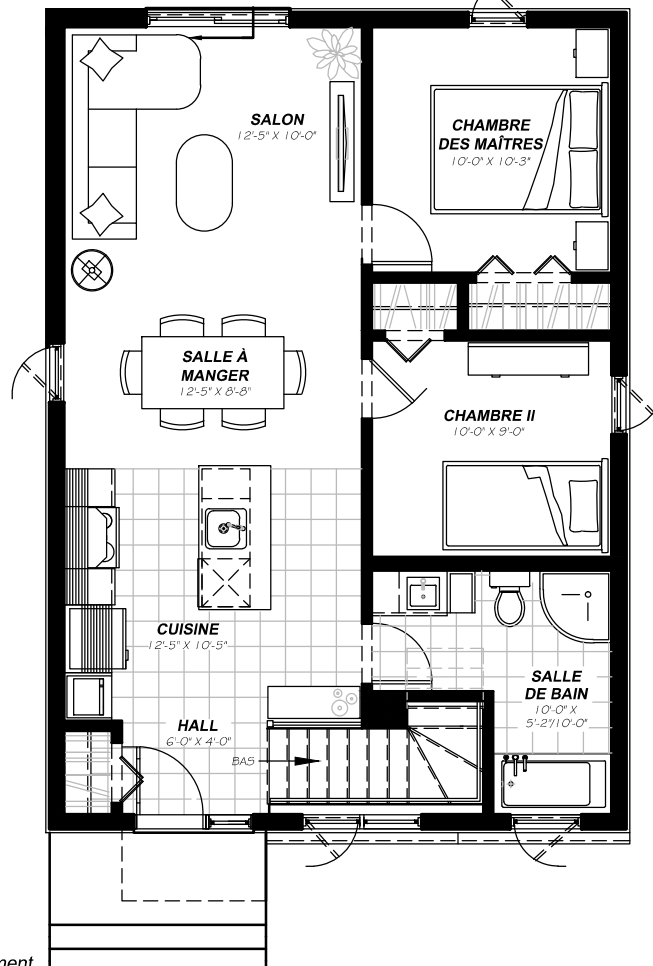 SALON
12'-5" X 10'-0"
CHAMBRE
DES MAÎTRES
10'-0" X 10'-3"
SALLE À
MANGER
12'-5" X 8'-8"
CHAMBRE II
10'-0" X 9'-0"
CUISINE
12'-5" X 10'-5"
SALLE
DE BAIN
10'-0" X
5'-2"/10'-0"
HALL
6'-0" X 4'-0"
BAS
ment